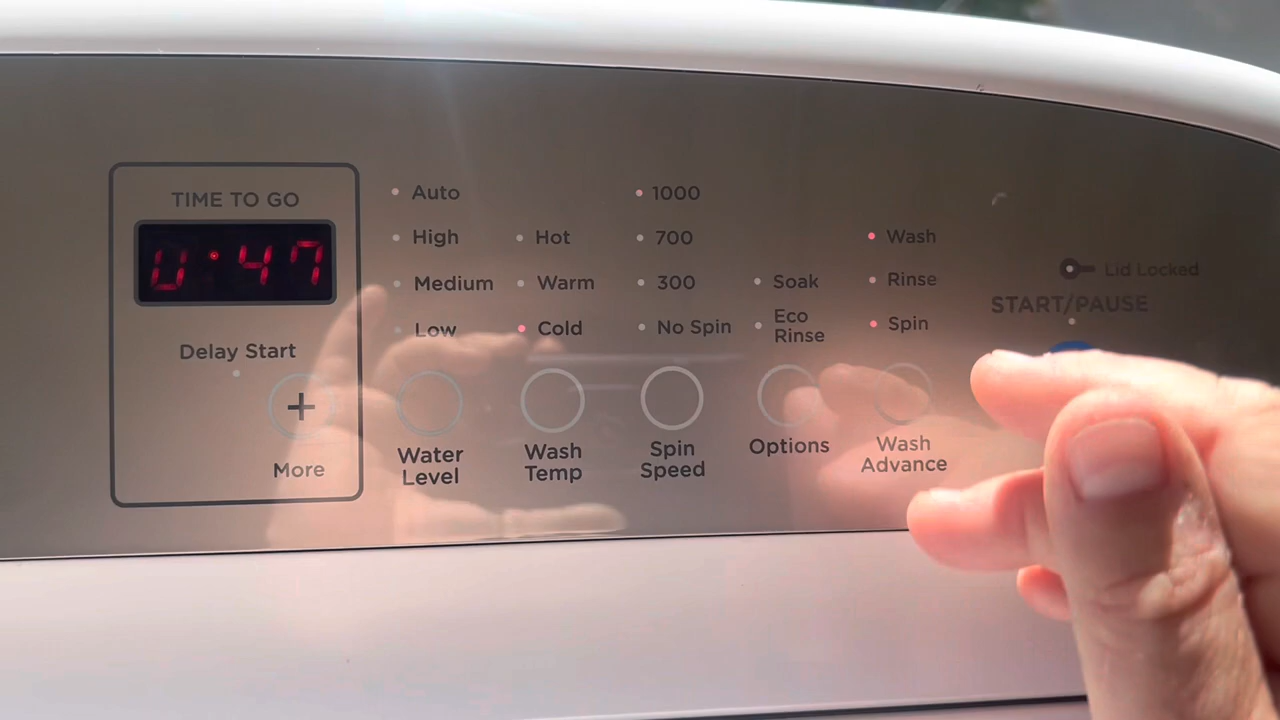 TIME TO GO
0:47
Delay Start
+
More
Auto
High
Medium
Low
Water
Level
Hot
Warm
Cold
Wash
Temp
1000
700
300
No Spin
Spin
Speed
Soak
Eco
Rinse
Options
Wash
Rinse
Spin
Wash
Advance
Lid Locked
START/PAUSE